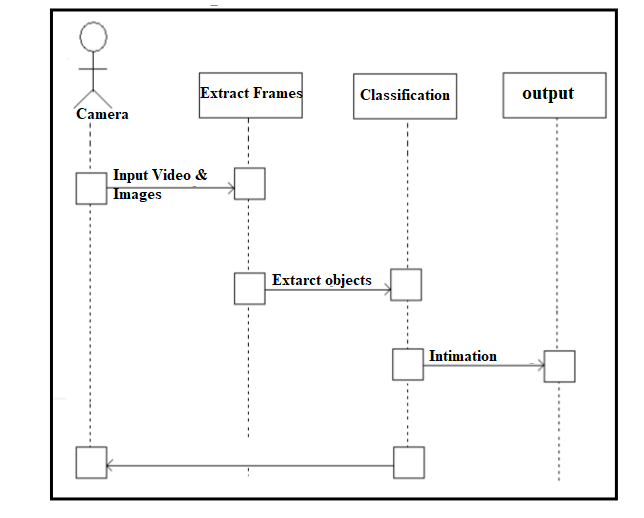 Camera
Extract Frames
Classification
output
Input Video &
Images
Extarct objects
Intimation